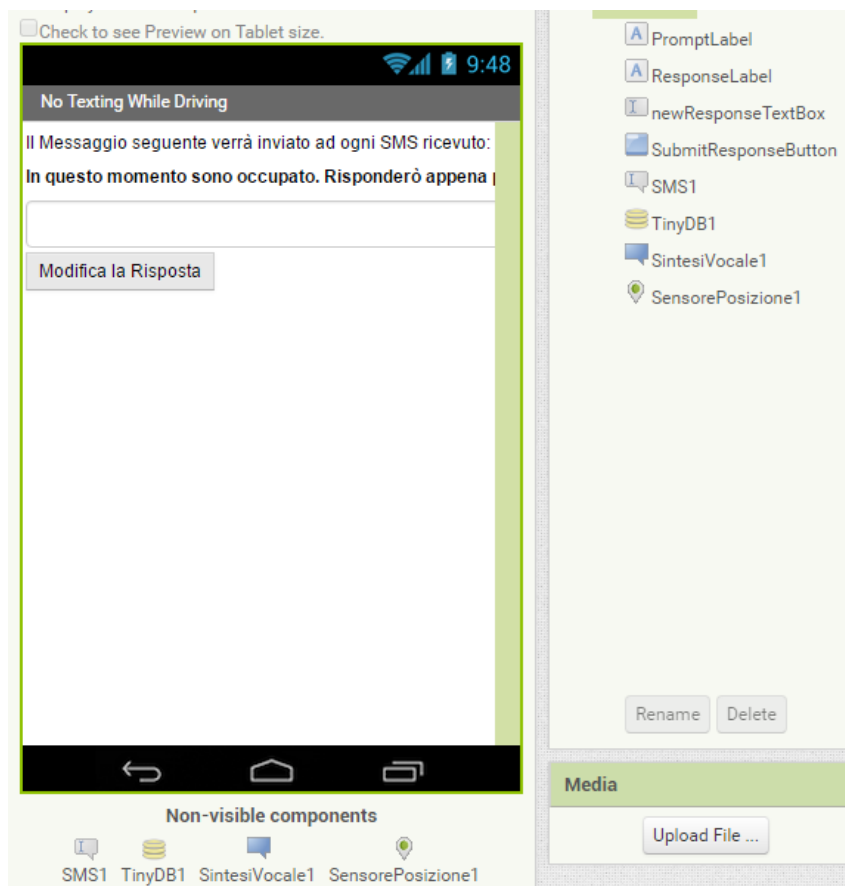 Check to see Preview on Tablet size.
9:48
No Texting While Driving
Il Messaggio seguente verrà inviato ad ogni SMS ricevuto:
In questo momento sono occupato. Risponderò appena
Modifica la Risposta
Non-visible components
SMS1 TinyDB1 SintesiVocale1 SensorePosizione1
PromptLabel
ResponseLabel
newResponseTextBox
SubmitResponseButton
SMS1
TinyDB1
SintesiVocale1
SensorePosizione1
Rename Delete
Media
Upload File ...